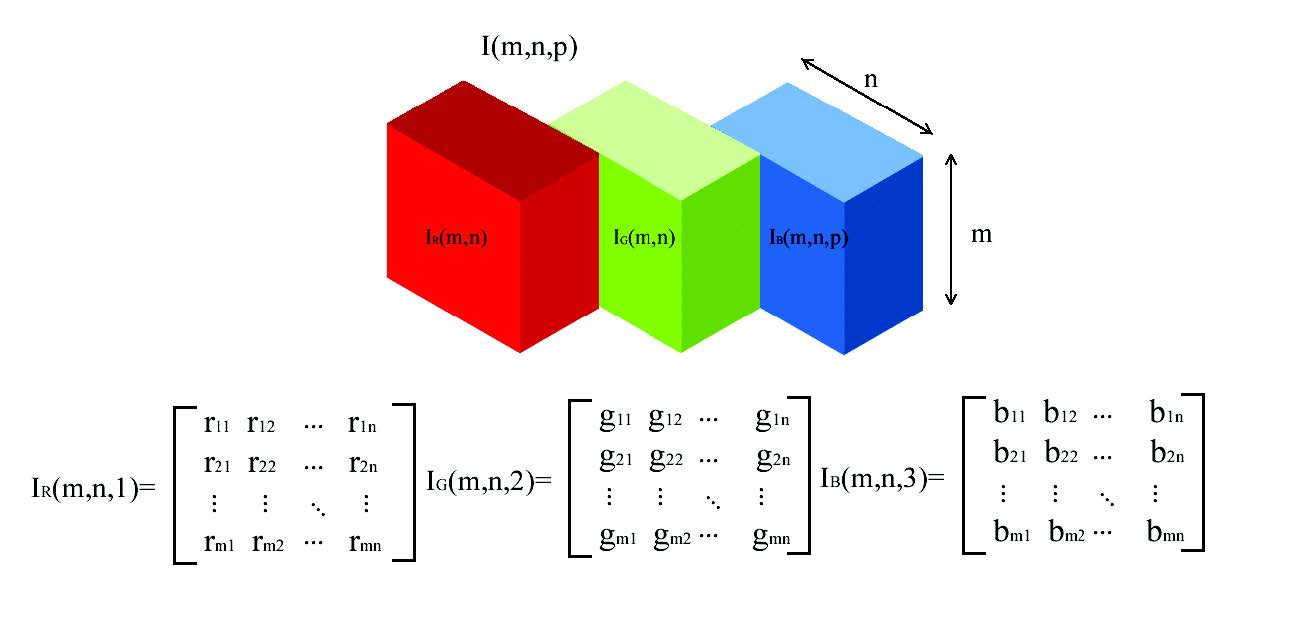 I(m,n,p)
n
IR(m,n) IG(m,n) IB(m,n,p)
m
IR(m,n,1)= r11 r12 ... r1n
r21 r22 ... r2n
⋮ ⋮ ⋱ ⋮
rm1 rm2 ... rmn
IG(m,n,2)= g11 g12 ... g1n
g21 g22 ... g2n
⋮ ⋮ ⋱ ⋮
gm1 gm2 ... gmn
IB(m,n,3)= b11 b12 ... b1n
b21 b22 ... b2n
⋮ ⋮ ⋱ ⋮
bm1 bm2 ... bmn